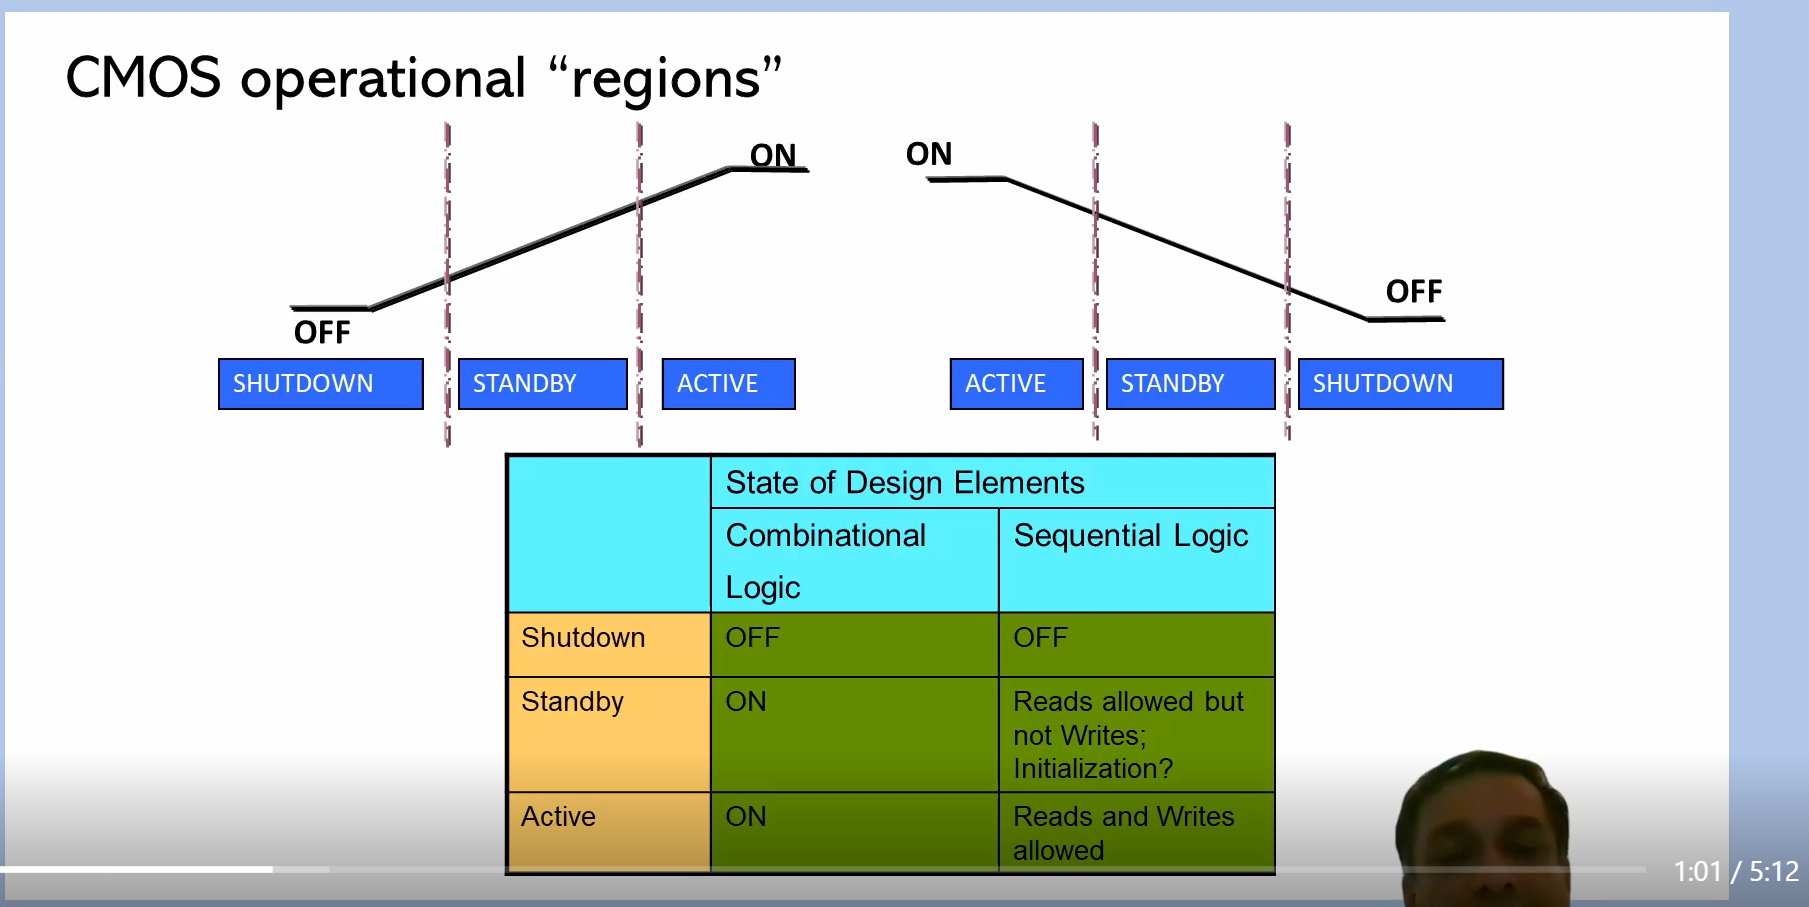 CMOS operational “regions”
ON
OFF
ON
OFF
SHUTDOWN
STANDBY
ACTIVE
ACTIVE
STANDBY
SHUTDOWN
State of Design Elements
Combinational
Logic
Sequential Logic
Shutdown
OFF
OFF
Standby
ON
Reads allowed but
not Writes;
Initialization?
Active
ON
Reads and Writes
allowed
1:01 / 5:12